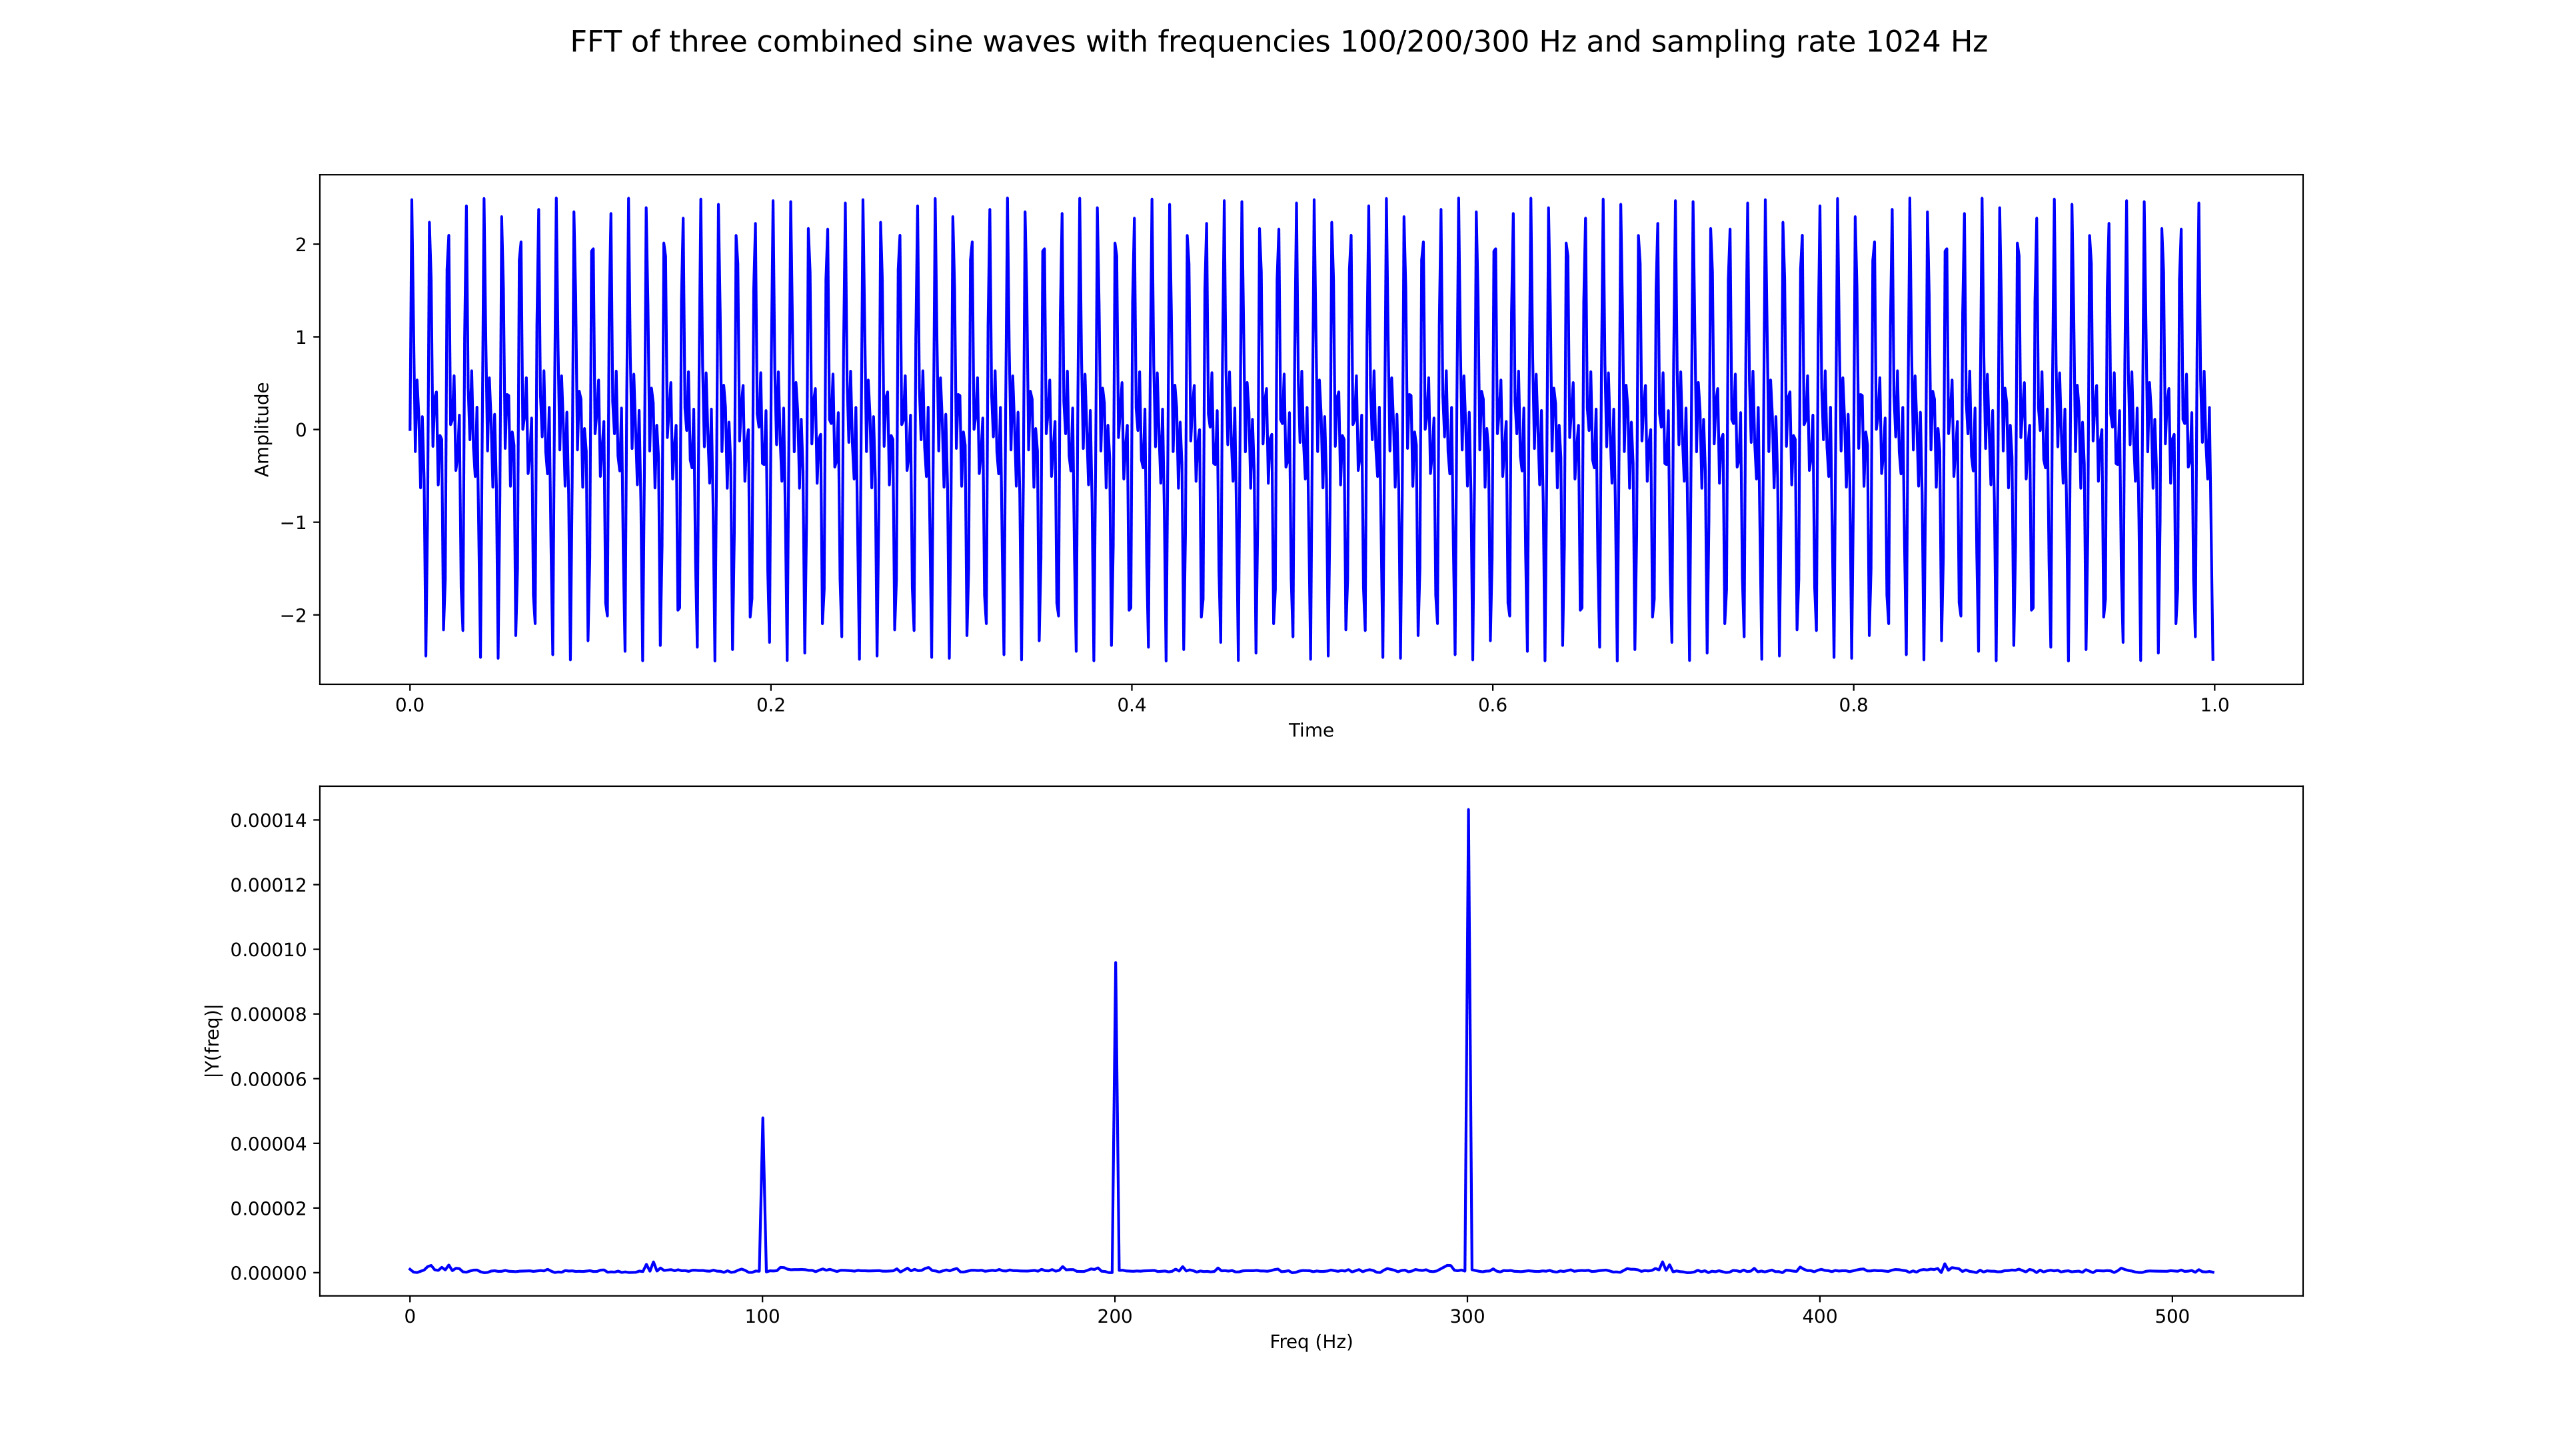 FFT of three combined sine waves with frequencies 100/200/300 Hz and sampling rate 1024 Hz
Amplitude
2
1
0
−1
−2
0.0 0.2 0.4 0.6 0.8 1.0
Time
|Y(freq)|
0.00014
0.00012
0.00010
0.00008
0.00006
0.00004
0.00002
0.00000
0 100 200 300 400 500
Freq (Hz)